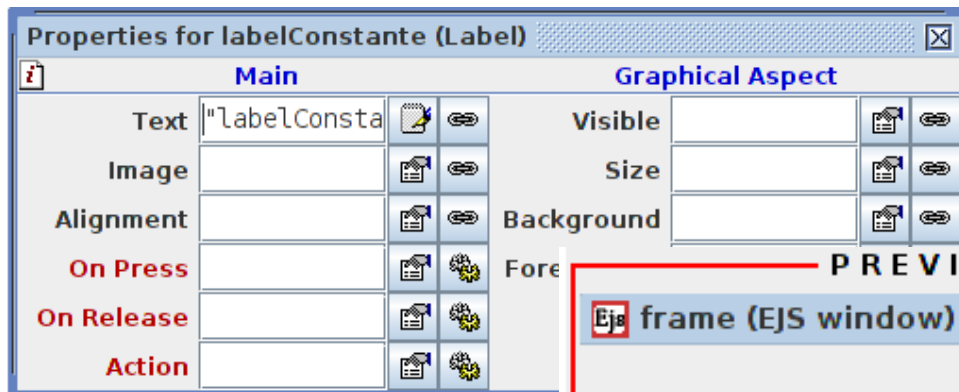 Properties for labelConstante (Label)
Main Graphical Aspect
Text "labelConsta Visible
Image Size
Alignment Background
On Press Fore
PREVI
On Release
Ejs frame (EJS window)
Action